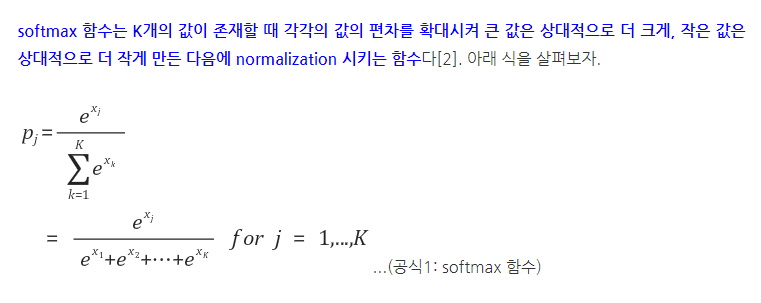 softmax 함수는 K개의 값이 존재할 때 각각의 값의 편차를 확대시켜 큰 값은 상대적으로 더 크게, 작은 값은
상대적으로 더 작게 만든 다음에 normalization 시키는 함수다[2]. 아래 식을 살펴보자.
p_j = e^{x_j} / \sum_{k=1}^{K} e^{x_k}
= e^{x_1} + e^{x_2} + ⋯ + e^{x_K} 분모, e^{x_j} 분자 for j = 1,...,K
...(공식1: softmax 함수)